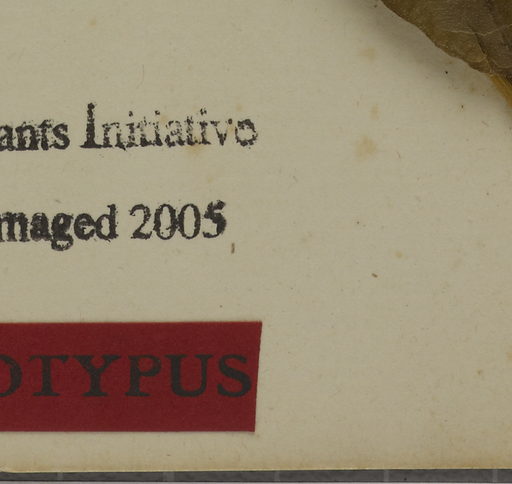 ants Initiative
maged 2005
OTYPUS